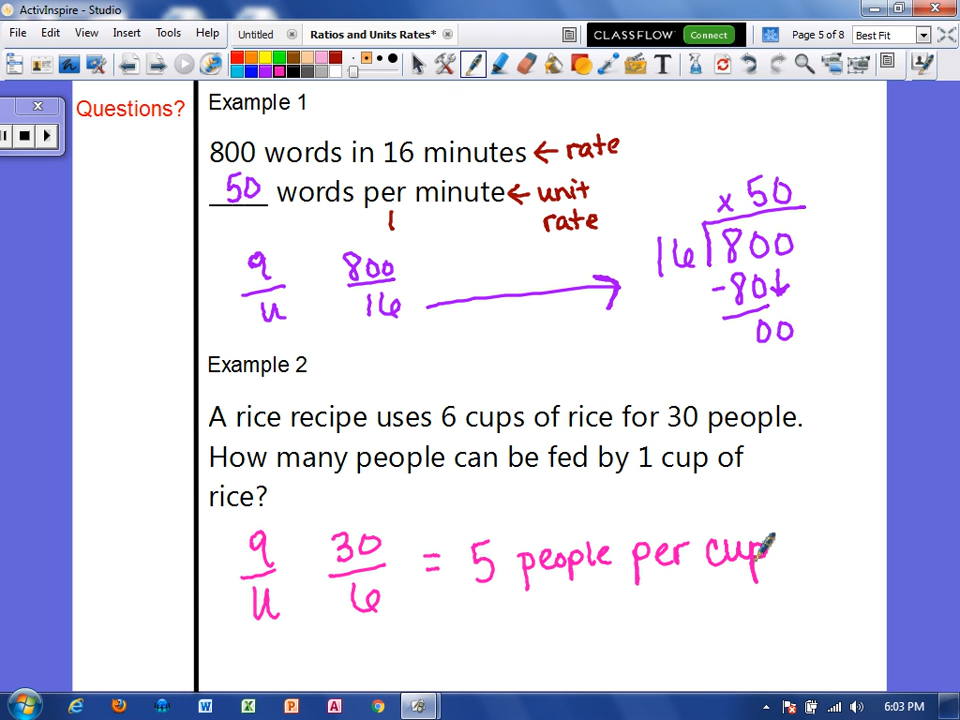 ActivInspire - Studio
File Edit View Insert Tools Help Untitled Ratios and Units Rates* CLASSFLOW Connect Page 5 of 8 Best Fit
Questions?
Example 1
800 words in 16 minutes ← rate
50 words per minute ← unit rate
1
q/u 800/16 →
x 50
16 800
-80↓
00
Example 2
A rice recipe uses 6 cups of rice for 30 people.
How many people can be fed by 1 cup of
rice?
q/u 30/6 = 5 people per cup
6:03 PM